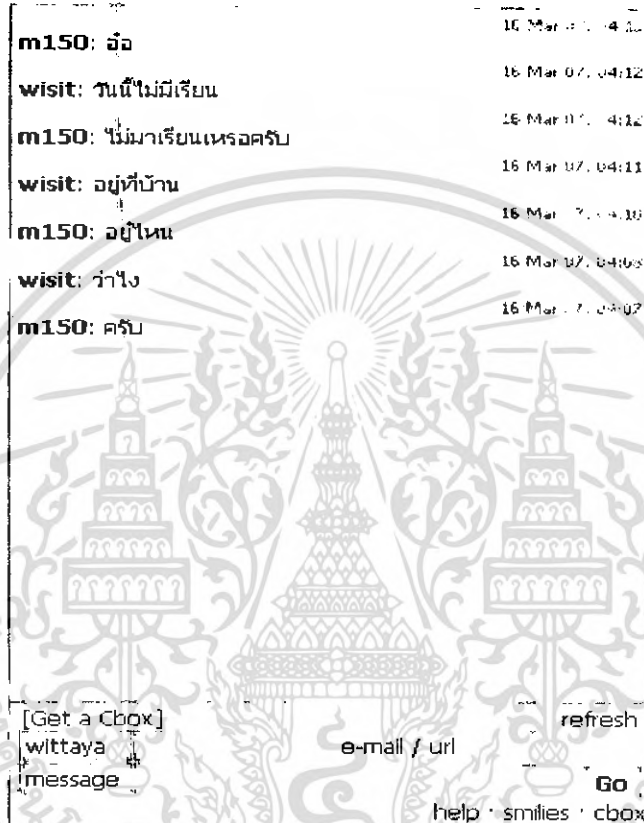 m150: อ๋อ
16 Mar
wisit: วันนี้ไม่มีเรียน
16 Mar 07, 04:12
m150: ไม่มาเรียนเหรอครับ
16 Mar
wisit: อยู่ที่บ้าน
16 Mar 07, 04:11
m150: อยู่ไหน
16 Mar
wisit: ว่าไง
16 Mar 07,
m150: ครับ
16 Mar
[Get a Cbox]
refresh
wittaya
e-mail / url
message
Go
help · smilies · cbox